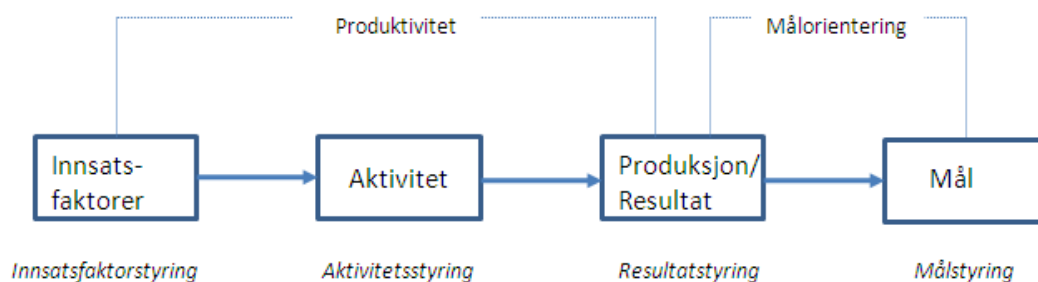 Produktivitet
Målorientering
Innsats-
faktorer
Aktivitet
Produksjon/
Resultat
Mål
Innsatsfaktorstyring
Aktivitetsstyring
Resultatstyring
Målstyring